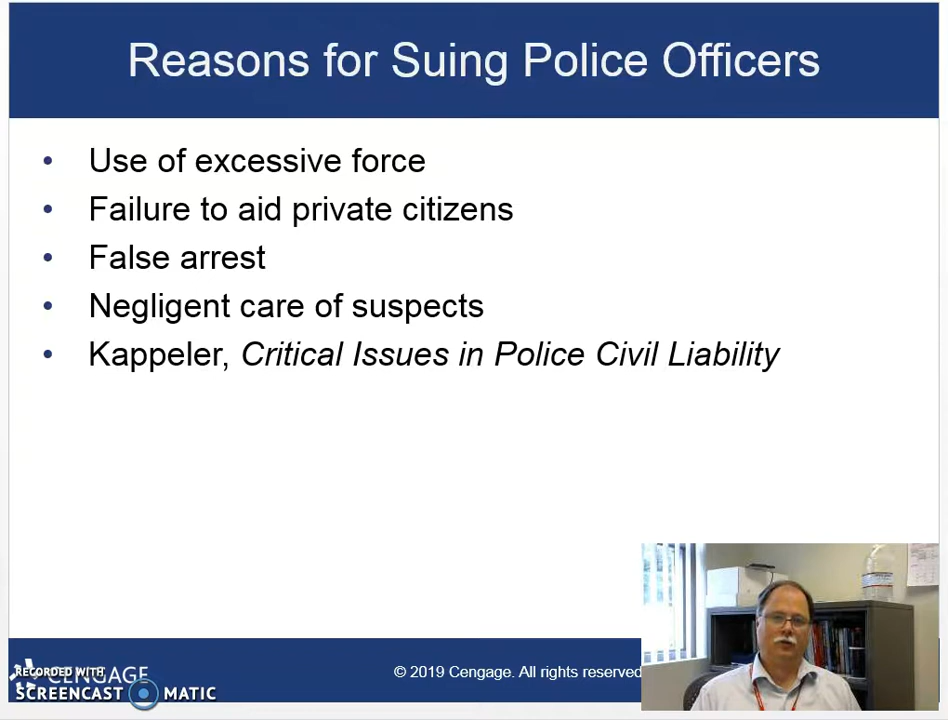 Reasons for Suing Police Officers
• Use of excessive force
• Failure to aid private citizens
• False arrest
• Negligent care of suspects
• Kappeler, Critical Issues in Police Civil Liability
© 2019 Cengage. All rights reserved
CENGAGE
RECORDED WITH
SCREENCAST MATIC